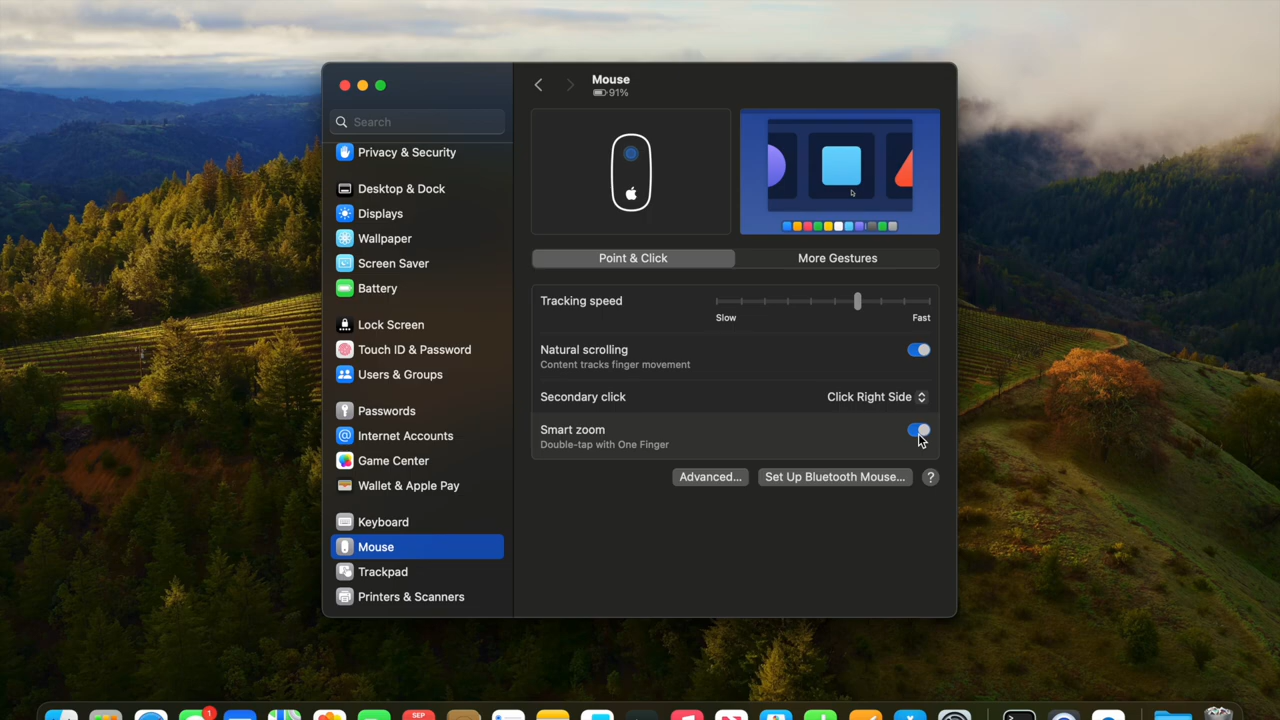 Search
Privacy & Security
Desktop & Dock
Displays
Wallpaper
Screen Saver
Battery
Lock Screen
Touch ID & Password
Users & Groups
Passwords
Internet Accounts
Game Center
Wallet & Apple Pay
Keyboard
Mouse
Trackpad
Printers & Scanners
Mouse
91%
Point & Click
More Gestures
Tracking speed
Slow
Fast
Natural scrolling
Content tracks finger movement
Secondary click
Click Right Side
Smart zoom
Double-tap with One Finger
Advanced...
Set Up Bluetooth Mouse...
?
1
SEP